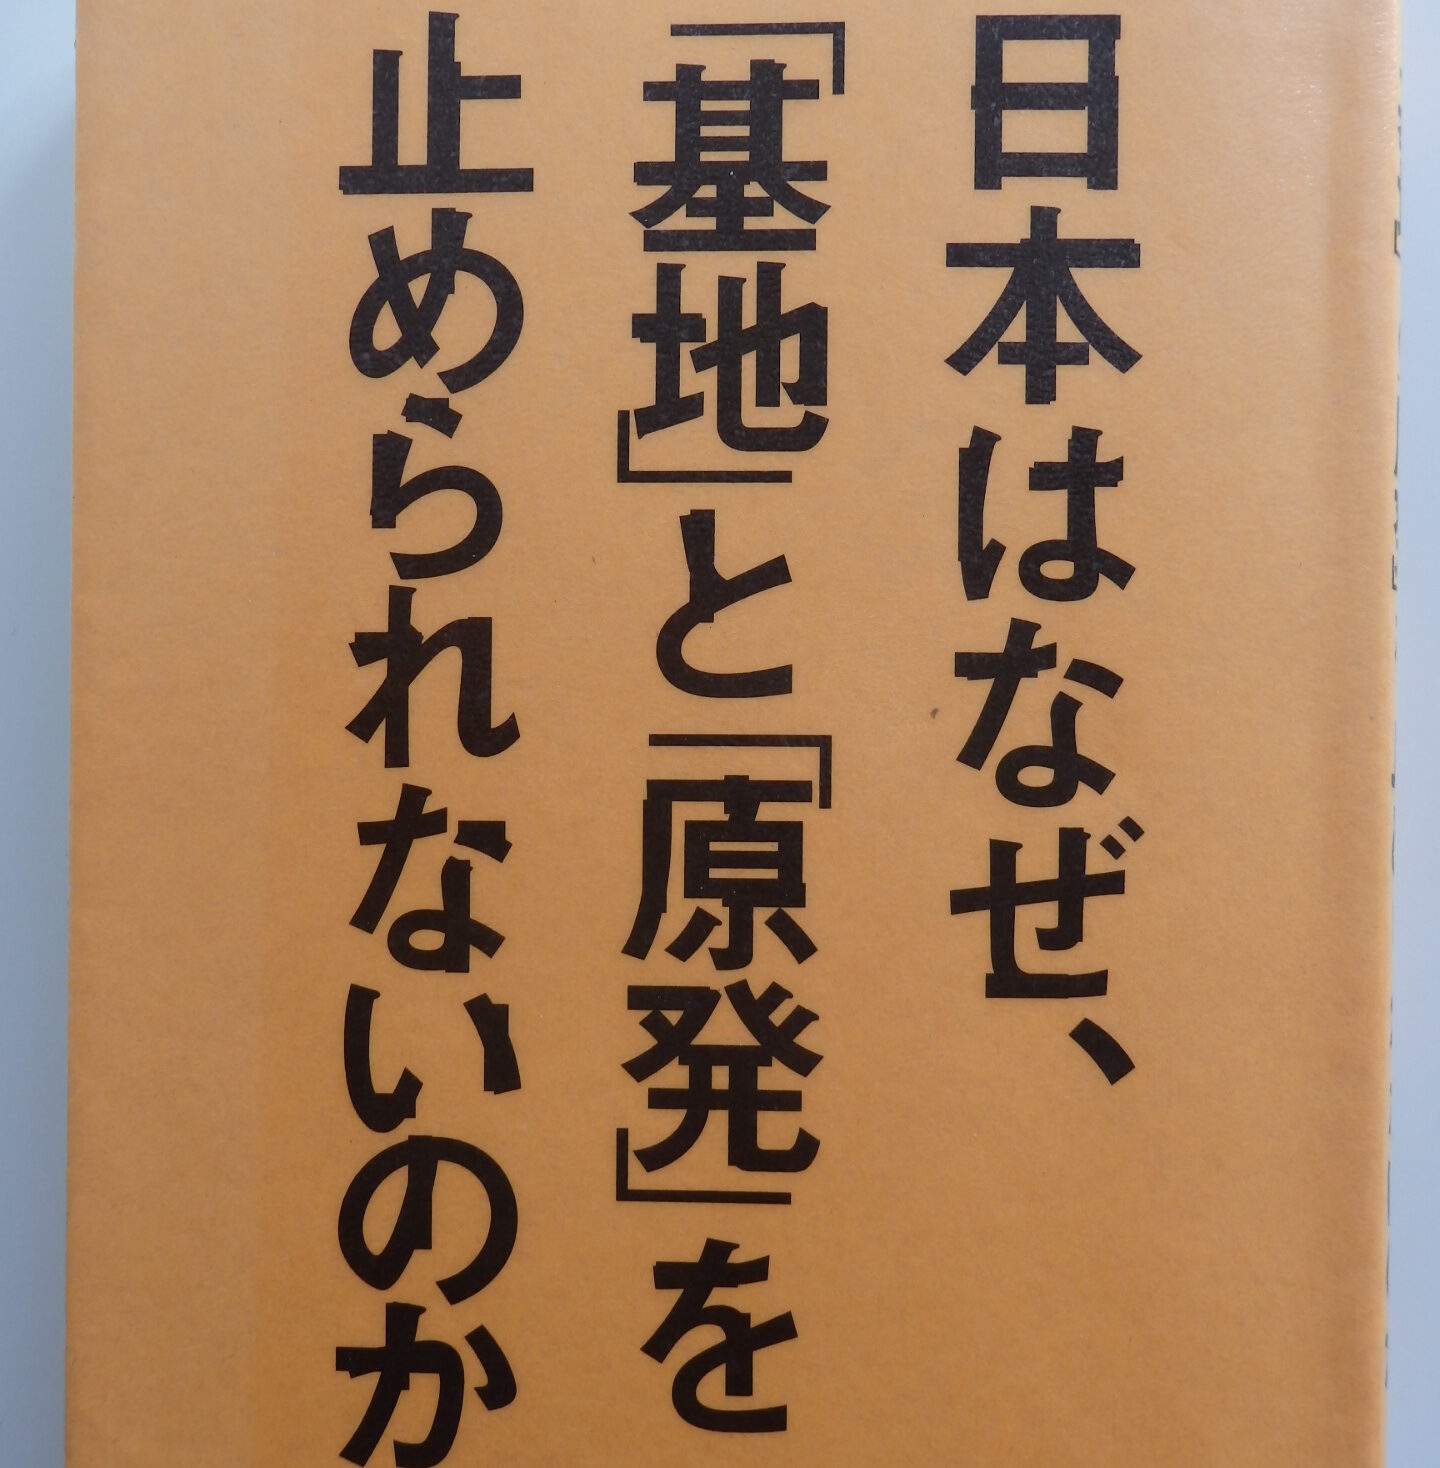 日本はなぜ、
「基地」と「原発」を
止められないのか